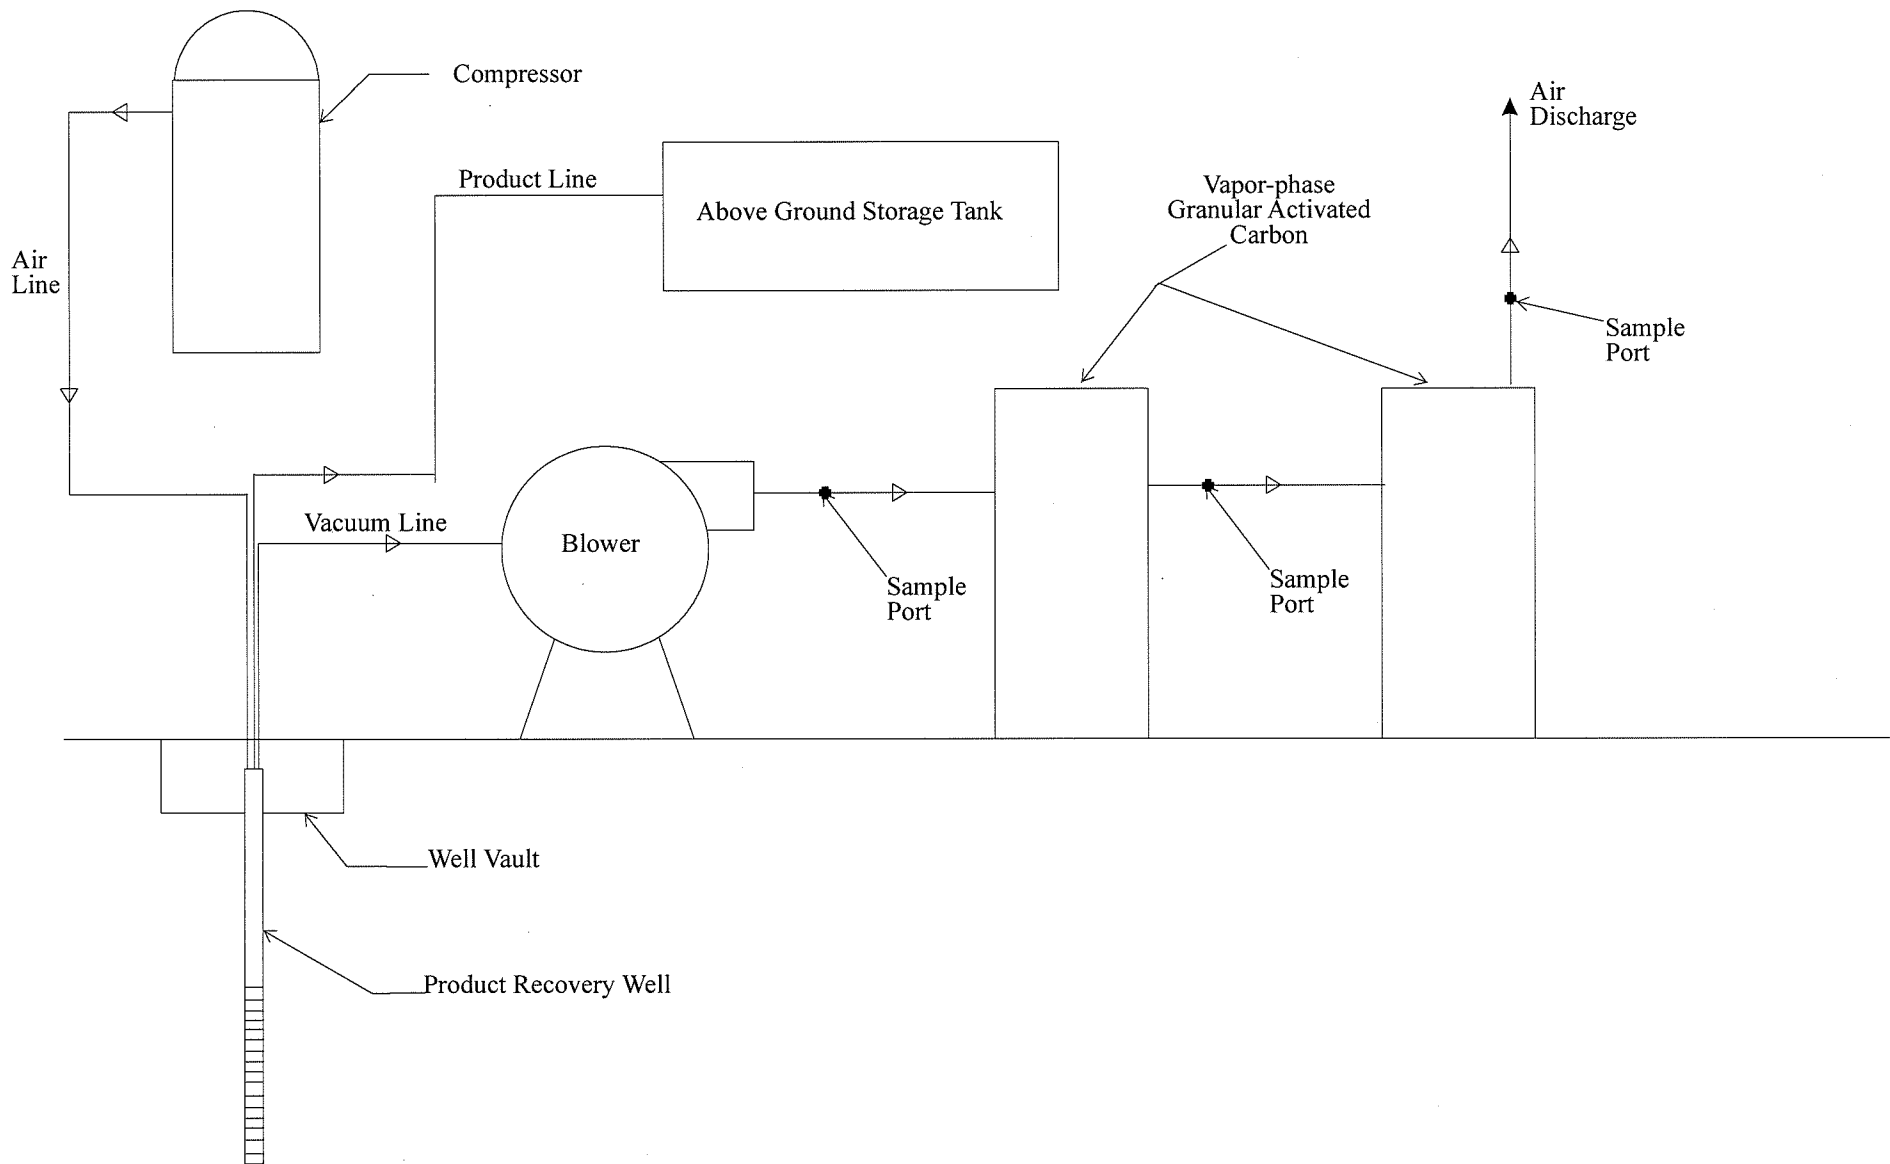 Compressor
Air
Discharge
Product Line
Vapor-phase
Granular Activated
Carbon
Above Ground Storage Tank
Air
Line
Sample
Port
Vacuum Line
Blower
Sample
Port
Sample
Port
Well Vault
Product Recovery Well